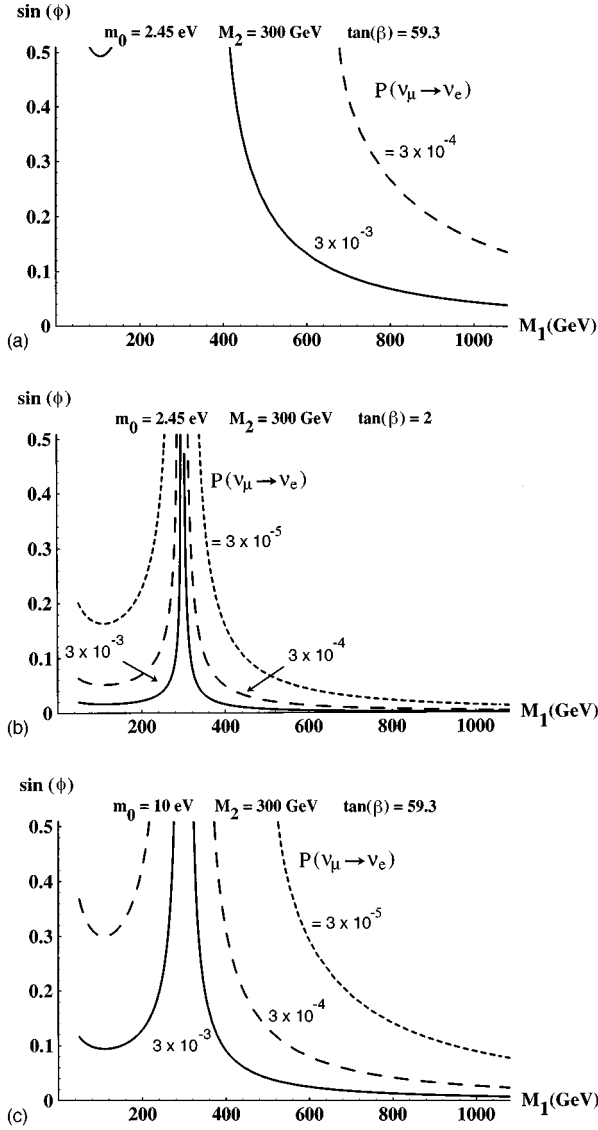 sin (ϕ)
m0 = 2.45 eV M2 = 300 GeV tan(β) = 59.3
0.5
P(νμ → νe)
0.4
= 3 x 10^-4
0.3
0.2
3 x 10^-3
0.1
0
M1(GeV)
200 400 600 800 1000
(a)
sin (ϕ)
m0 = 2.45 eV M2 = 300 GeV tan(β) = 2
0.5
P(νμ → νe)
0.4
= 3 x 10^-5
0.3
0.2
3 x 10^-3
3 x 10^-4
0.1
0
M1(GeV)
200 400 600 800 1000
(b)
sin (ϕ)
m0 = 10 eV M2 = 300 GeV tan(β) = 59.3
0.5
P(νμ → νe)
0.4
= 3 x 10^-5
0.3
0.2
3 x 10^-4
3 x 10^-3
0.1
0
M1(GeV)
200 400 600 800 1000
(c)